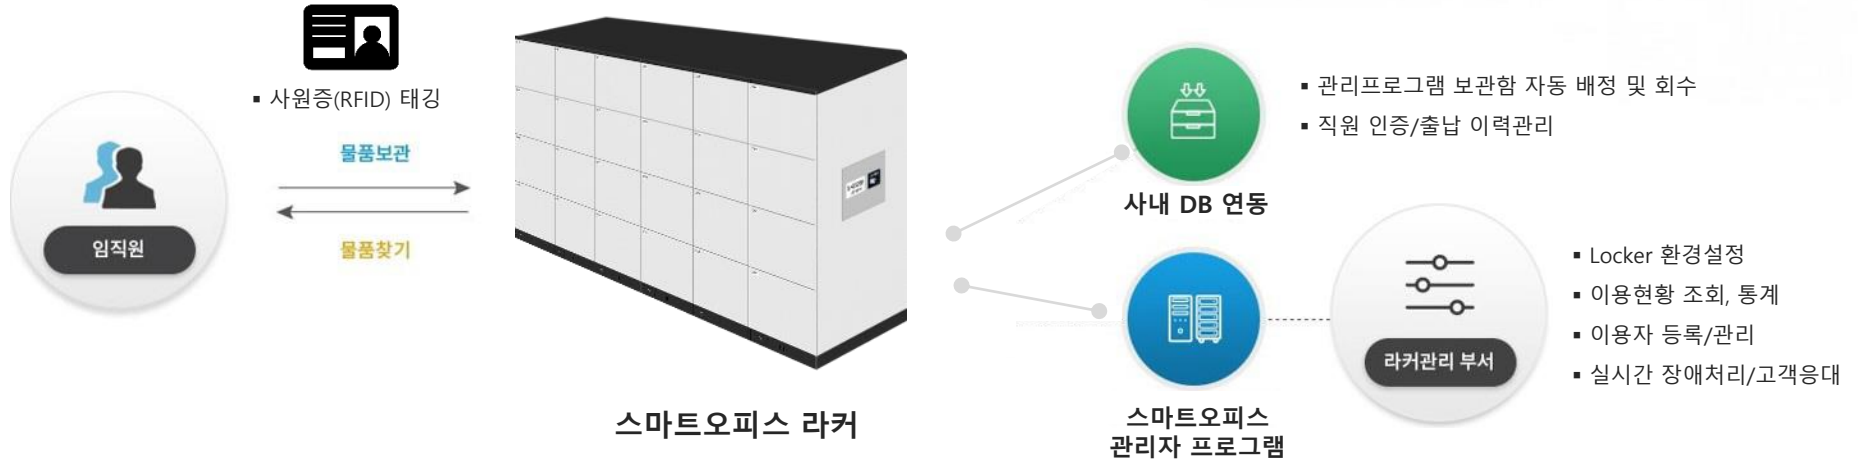 ▪ 사원증(RFID) 태깅
물품보관
물품찾기
임직원
스마트오피스 라커
▪ 관리프로그램 보관함 자동 배정 및 회수
▪ 직원 인증/출납 이력관리
사내 DB 연동
스마트오피스
관리자 프로그램
라커관리 부서
▪ Locker 환경설정
▪ 이용현황 조회, 통계
▪ 이용자 등록/관리
▪ 실시간 장애처리/고객응대